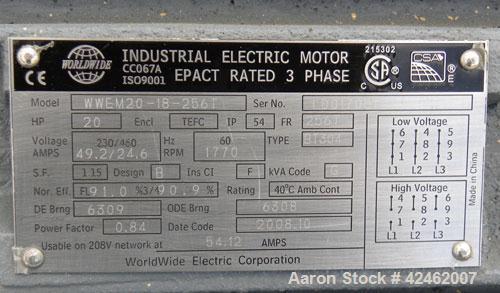 WORLDWIDE
CE
INDUSTRIAL ELECTRIC MOTOR
CC067A
ISO9001
EPACT RATED 3 PHASE
215302
SA
C US
CSA
E
Model WWEM20-18-256T Ser No.
HP 20 Encl TEFC IP 54 FR 256T
Voltage 230/460 Hz 60 TYPE
AMPS 49.2/24.6 RPM 1770
S.F. 1.15 Design B Ins Cl F kVA Code G
Nor. Eff. FL91.0 %3/4 90.9% Rating 40°C Amb Cont
DE Brng 6309 ODE Brng 6308
Power Factor 0.84 Date Code 2008.10
Usable on 208V network at 54.12 AMPS
WorldWide Electric Corporation
Low Voltage
6 4 5
7 8 9
1 2 3
L1 L2 L3
High Voltage
4 5 6
7 8 9
1 2 3
L1 L2 L3
Made in China
Aaron Stock # 42462007